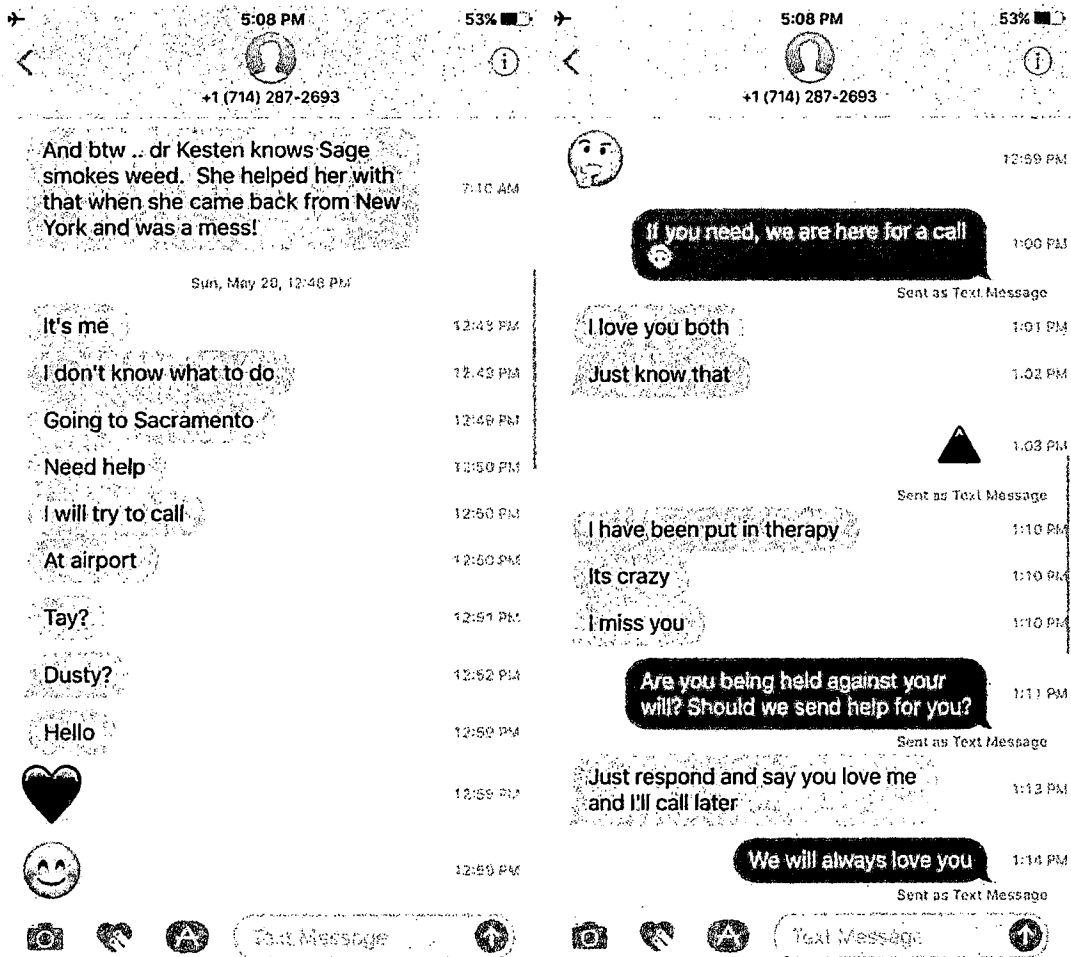 5:08 PM
53%
+1 (714) 287-2693
And btw .. dr Kesten knows Sage
smokes weed.  She helped her with
that when she came back from New
York and was a mess!
7:10 AM
Sun, May 20, 12:48 PM
It's me
12:49 PM
I don't know what to do
12:49 PM
Going to Sacramento
12:49 PM
Need help
12:50 PM
I will try to call
12:50 PM
At airport
12:50 PM
Tay?
12:51 PM
Dusty?
12:52 PM
Hello
12:59 PM
12:59 PM
12:59 PM
Text Message
5:08 PM
53%
+1 (714) 287-2693
12:59 PM
If you need, we are here for a call
1:00 PM
Sent as Text Message
I love you both
1:01 PM
Just know that
1:02 PM
1:03 PM
Sent as Text Message
I have been put in therapy
1:10 PM
Its crazy
1:10 PM
I miss you
1:10 PM
Are you being held against your
will? Should we send help for you?
1:11 PM
Sent as Text Message
Just respond and say you love me
and I'll call later
1:13 PM
We will always love you
1:14 PM
Sent as Text Message
Text Message